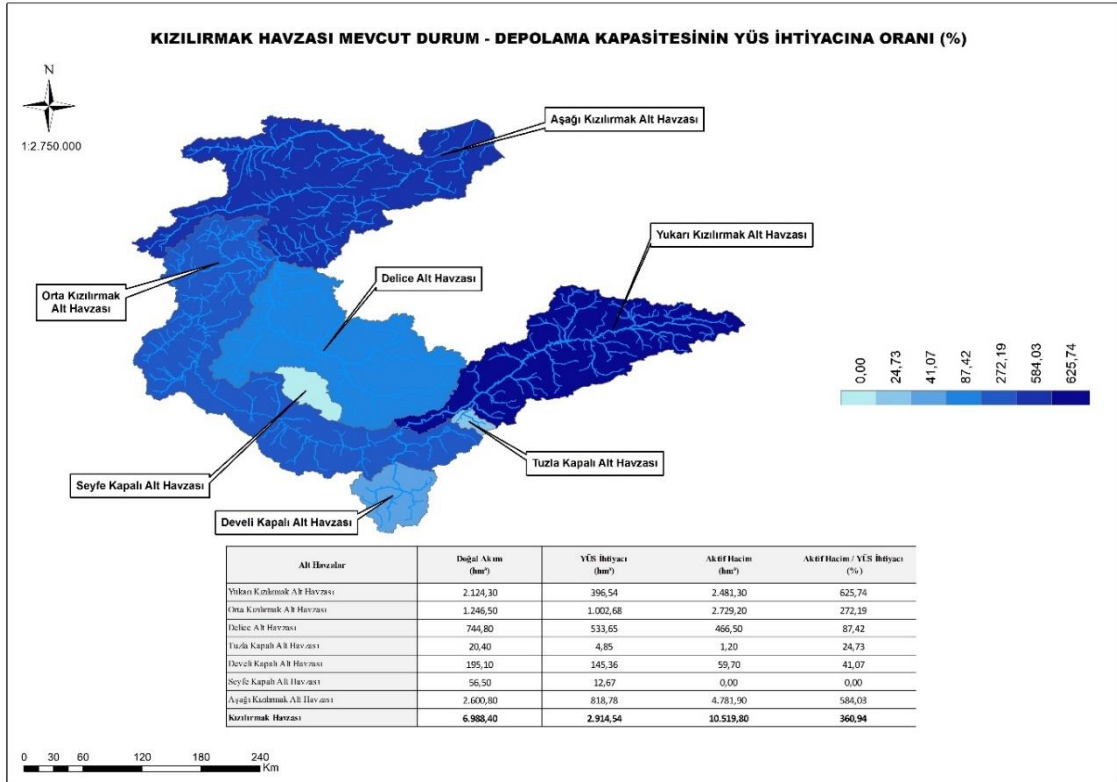 KIZILIRMAK HAVZASI MEVCUT DURUM - DEPOLAMA KAPASİTESİNİN YÜS İHTİYACINA ORANI (%)
N
1:2.750.000
Aşağı Kızılırmak Alt Havzası
Yukarı Kızılırmak Alt Havzası
Delice Alt Havzası
Orta Kızılırmak
Alt Havzası
0,00
24,73
41,07
87,42
272,19
584,03
625,74
Tuzla Kapalı Alt Havzası
Seyfe Kapalı Alt Havzası
Develi Kapalı Alt Havzası
Alt Havzalar Doğal Akım (hm³) YÜS İhtiyacı (hm³) Aktif Hacim (hm³) Aktif Hacim / YÜS İhtiyacı (%)
Yukarı Kızılırmak Alt Havzası 2.124,30 396,54 2.481,30 625,74
Orta Kızılırmak Alt Havzası 1.246,50 1.002,68 2.729,20 272,19
Delice Alt Havzası 744,80 533,65 466,50 87,42
Tuzla Kapalı Alt Havzası 20,40 4,85 1,20 24,73
Develi Kapalı Alt Havzası 195,10 145,36 59,70 41,07
Seyfe Kapalı Alt Havzası 56,50 12,67 0,00 0,00
Aşağı Kızılırmak Alt Havzası 2.600,80 818,78 4.781,90 584,03
Kızılırmak Havzası 6.988,40 2.914,54 10.519,80 360,94
0 30 60 120 180 240
Km